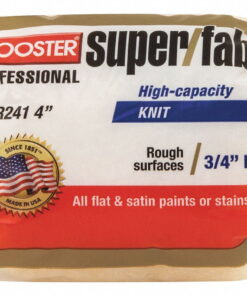 OOSTER
super/fab
FESSIONAL
High-capacity
R241 4"
KNIT
SINCE 1851
MADE IN USA
Rough
surfaces
3/4"
All flat & satin paints or stains